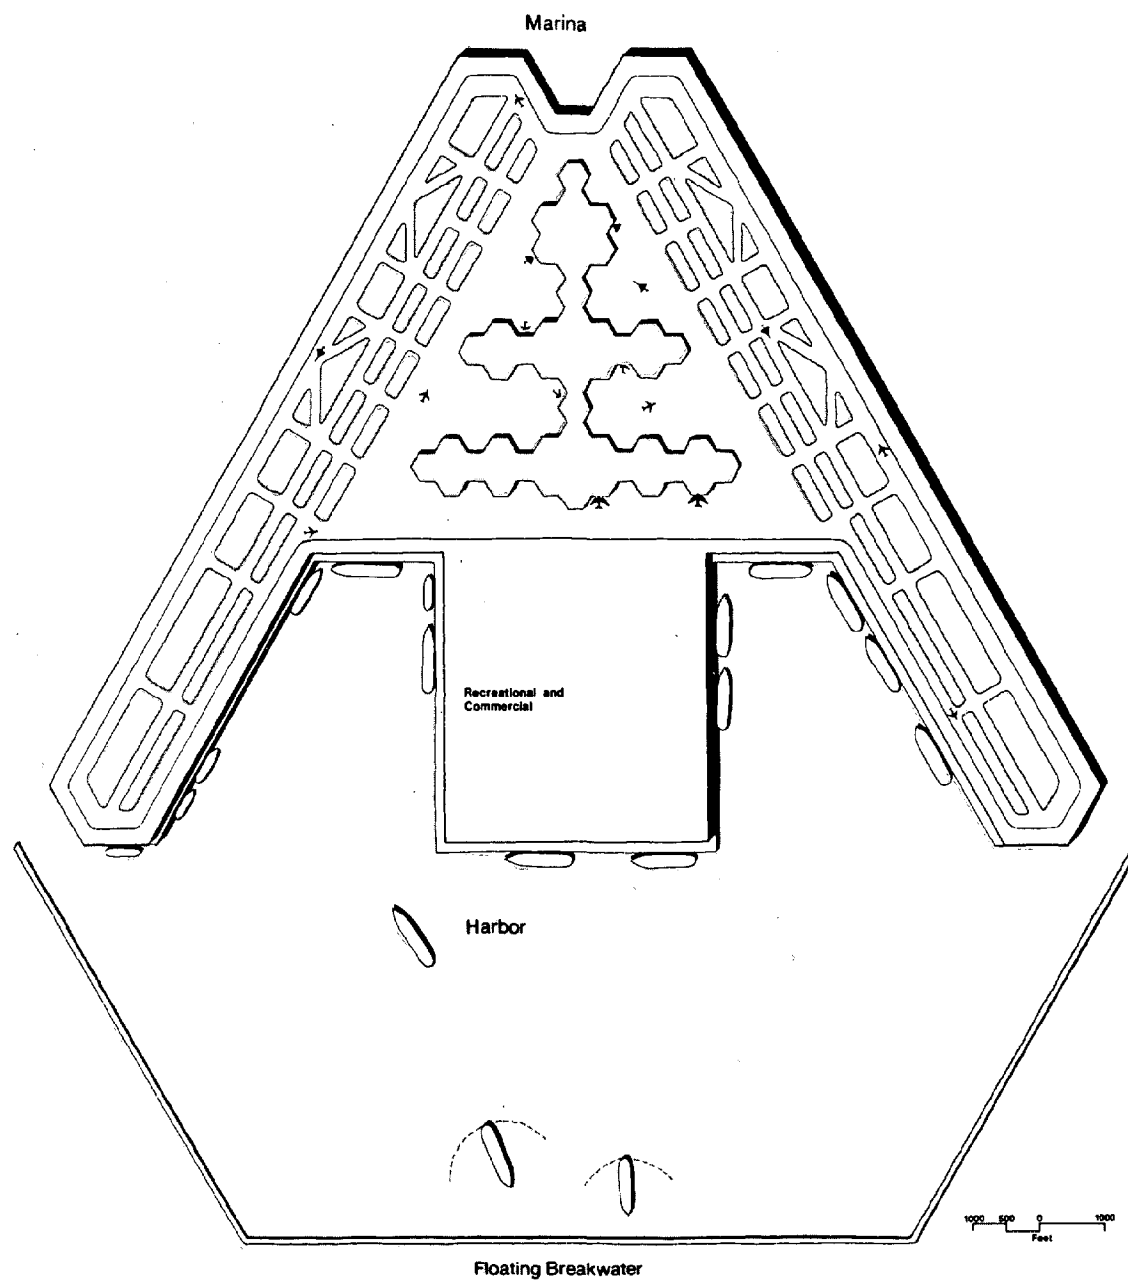 Marina
Recreational and
Commercial
Harbor
1000 500 0 1000
Feet
Floating Breakwater